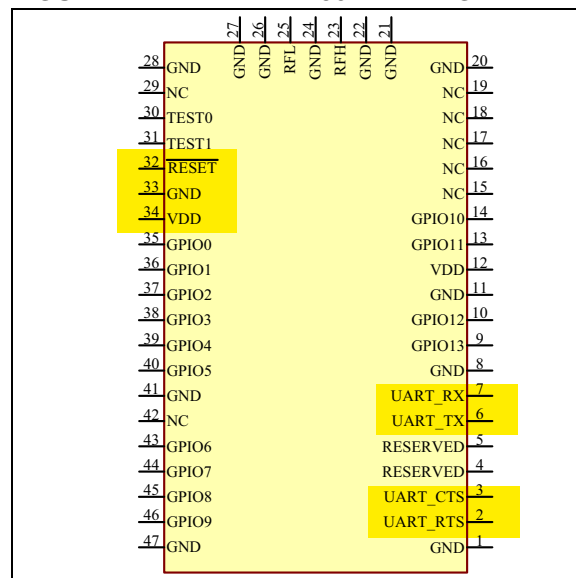 27 26 25 24 23 22 21
GND GND RFL GND RFH GND GND
28 GND GND 20
29 NC NC 19
30 TEST0 NC 18
31 TEST1 NC 17
32 RESET NC 16
33 GND NC 15
34 VDD GPIO10 14
35 GPIO0 GPIO11 13
36 GPIO1 VDD 12
37 GPIO2 GND 11
38 GPIO3 GPIO12 10
39 GPIO4 GPIO13 9
40 GPIO5 GND 8
41 GND UART_RX 7
42 NC UART_TX 6
43 GPIO6 RESERVED 5
44 GPIO7 RESERVED 4
45 GPIO8 UART_CTS 3
46 GPIO9 UART_RTS 2
47 GND GND 1